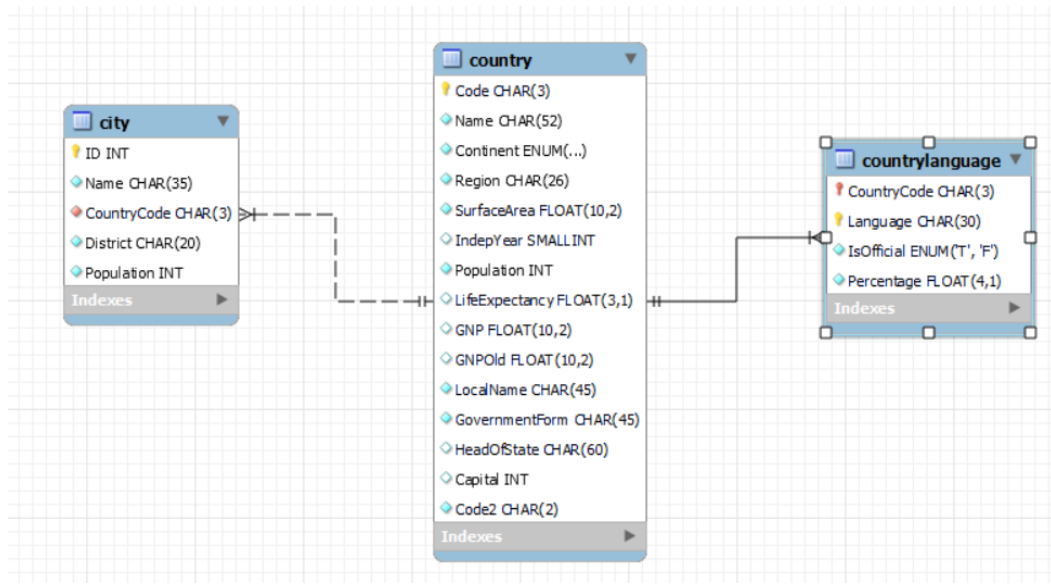 city
ID INT
Name CHAR(35)
CountryCode CHAR(3)
District CHAR(20)
Population INT
Indexes
country
Code CHAR(3)
Name CHAR(52)
Continent ENUM(...)
Region CHAR(26)
SurfaceArea FLOAT(10,2)
IndepYear SMALLINT
Population INT
LifeExpectancy FLOAT(3,1)
GNP FLOAT(10,2)
GNPOld FLOAT(10,2)
LocalName CHAR(45)
GovernmentForm CHAR(45)
HeadOfState CHAR(60)
Capital INT
Code2 CHAR(2)
Indexes
countrylanguage
CountryCode CHAR(3)
Language CHAR(30)
IsOfficial ENUM('T', 'F')
Percentage FLOAT(4,1)
Indexes